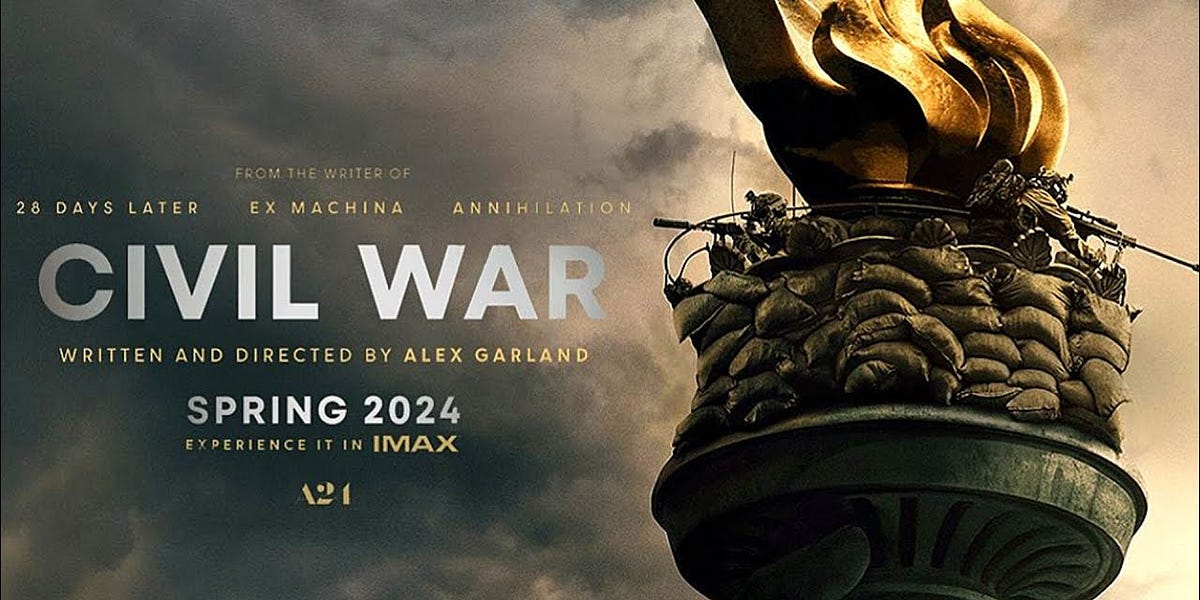 FROM THE WRITER OF
28 DAYS LATER EX MACHINA ANNIHILATION
CIVIL WAR
WRITTEN AND DIRECTED BY ALEX GARLAND
SPRING 2024
EXPERIENCE IT IN IMAX
A24